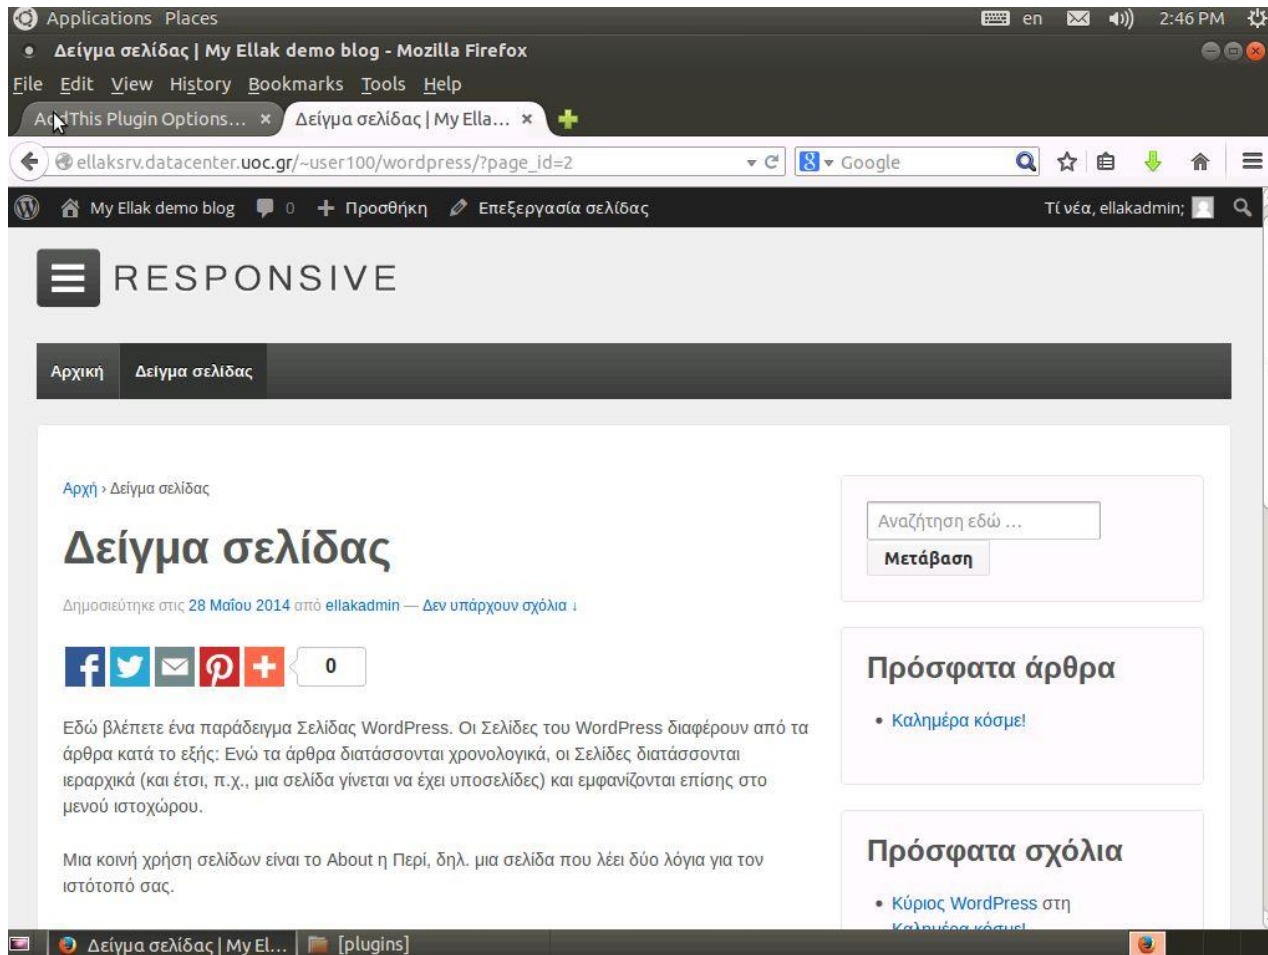 Applications Places en 2:46 PM
Δείγμα σελίδας | My Ellak demo blog - Mozilla Firefox
File Edit View History Bookmarks Tools Help
AddThis Plugin Options... × Δείγμα σελίδας | My Ella... ×
ellaksrv.datacenter.uoc.gr/~user100/wordpress/?page_id=2 Google
My Ellak demo blog 0 + Προσθήκη Επεξεργασία σελίδας Τί νέα, ellakadmin;
RESPONSIVE
Αρχική Δείγμα σελίδας
Αρχή › Δείγμα σελίδας
Δείγμα σελίδας
Δημοσιεύτηκε στις 28 Μαΐου 2014 από ellakadmin — Δεν υπάρχουν σχόλια ↓
0
Εδώ βλέπετε ένα παράδειγμα Σελίδας WordPress. Οι Σελίδες του WordPress διαφέρουν από τα
άρθρα κατά το εξής: Ενώ τα άρθρα διατάσσονται χρονολογικά, οι Σελίδες διατάσσονται
ιεραρχικά (και έτσι, π.χ., μια σελίδα γίνεται να έχει υποσελίδες) και εμφανίζονται επίσης στο
μενού ιστοχώρου.
Μια κοινή χρήση σελίδων είναι το About η Περί, δηλ. μια σελίδα που λέει δύο λόγια για τον
ιστότοπό σας.
Αναζήτηση εδώ …
Μετάβαση
Πρόσφατα άρθρα
• Καλημέρα κόσμε!
Πρόσφατα σχόλια
• Κύριος WordPress στη
Καλημέρα κόσμε!
Δείγμα σελίδας | My El... [plugins]